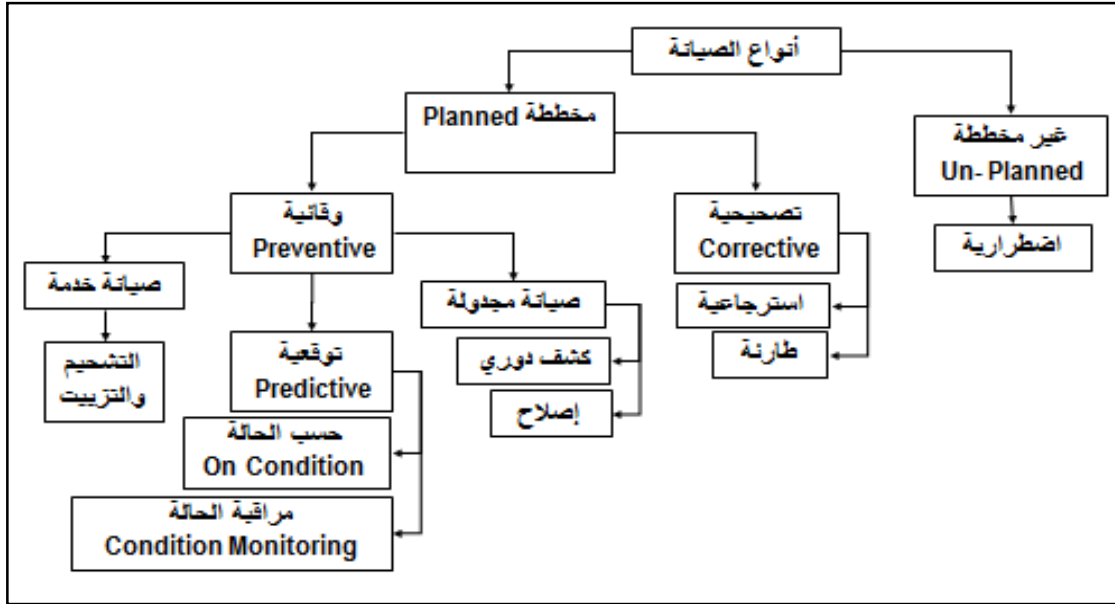 أنواع الصيانة
مخططة Planned
غير مخططة
Un- Planned
وقائية
Preventive
تصحيحية
Corrective
اضطرارية
صيانة خدمة
صيانة مجدولة
استرجاعية
التشحيم
والتزييت
توقعية
Predictive
كشف دوري
طارئة
إصلاح
حسب الحالة
On Condition
مراقبة الحالة
Condition Monitoring